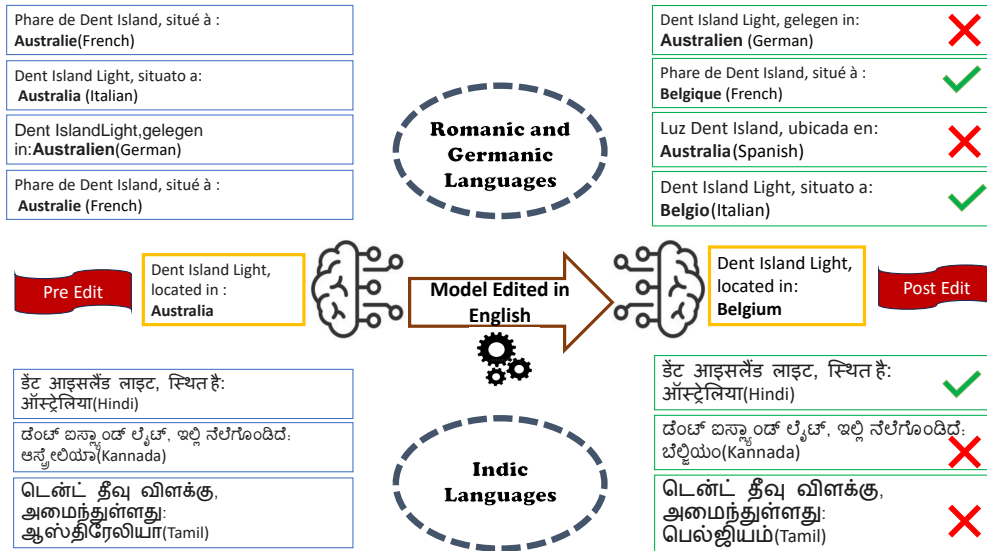 Phare de Dent Island, situé à :
Australie(French)
Dent Island Light, situato a:
Australia (Italian)
Dent IslandLight,gelegen
in:Australien(German)
Phare de Dent Island, situé à :
Australie (French)
Romanic and
Germanic
Languages
Dent Island Light, gelegen in:
Australien (German)
Phare de Dent Island, situé à :
Belgique (French)
Luz Dent Island, ubicada en:
Australia(Spanish)
Dent Island Light, situato a:
Belgio(Italian)
Pre Edit
Dent Island Light,
located in :
Australia
Model Edited in
English
Dent Island Light,
located in:
Belgium
Post Edit
डेंट आइसलैंड लाइट, स्थित है:
ऑस्ट्रेलिया(Hindi)
ಡೆಂಟ್ ಐಸ್ಲ್ಯಾಂಡ್ ಲೈಟ್, ಇಲ್ಲಿ ನೆಲೆಗೊಂಡಿದೆ:
ಆಸ್ಟ್ರೇಲಿಯಾ(Kannada)
டென்ட் தீவு விளக்கு,
அமைந்துள்ளது:
ஆஸ்திரேலியா(Tamil)
Indic
Languages
डेंट आइसलैंड लाइट, स्थित है:
ऑस्ट्रेलिया(Hindi)
ಡೆಂಟ್ ಐಸ್ಲ್ಯಾಂಡ್ ಲೈಟ್, ಇಲ್ಲಿ ನೆಲೆಗೊಂಡಿದೆ:
ಬೆಲ್ಜಿಯಂ(Kannada)
டென்ட் தீவு விளக்கு,
அமைந்துள்ளது:
பெல்ஜியம்(Tamil)